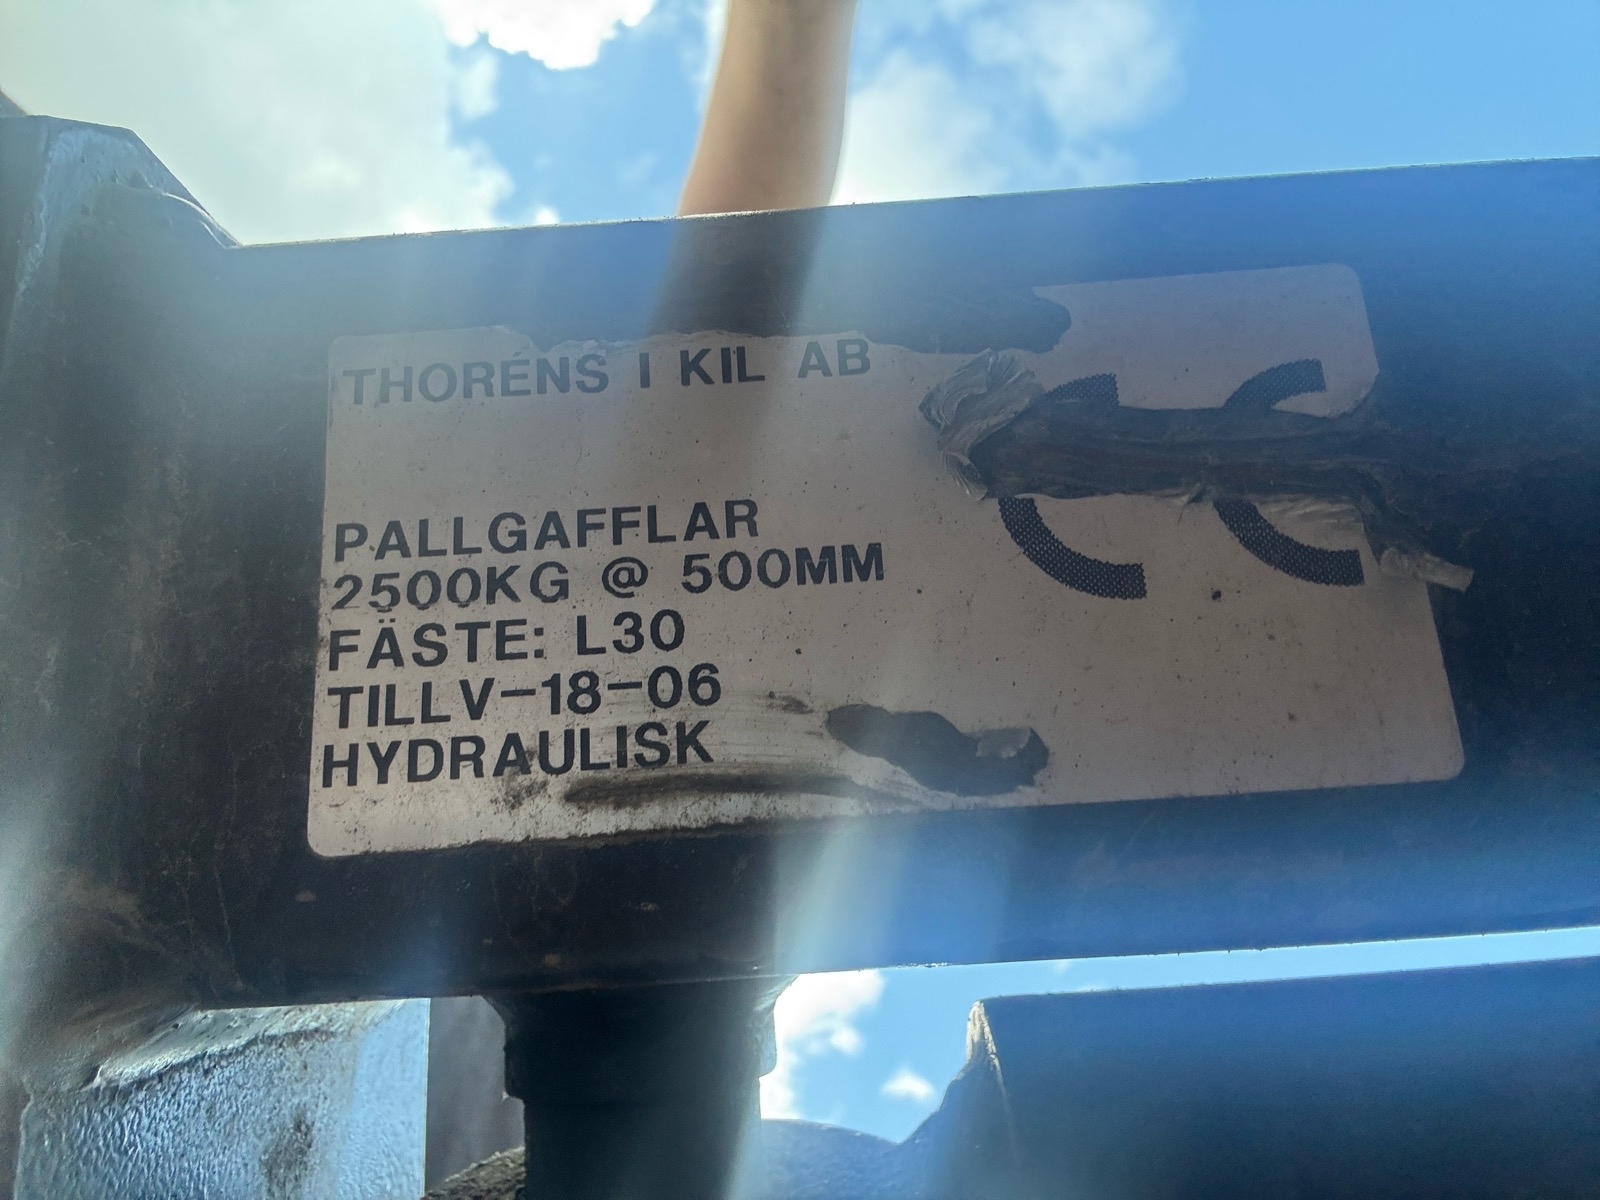 THORÉNS I KIL AB
CE
PALLGAFFLAR
2500KG @ 500MM
FÄSTE: L30
TILLV-18-06
HYDRAULISK